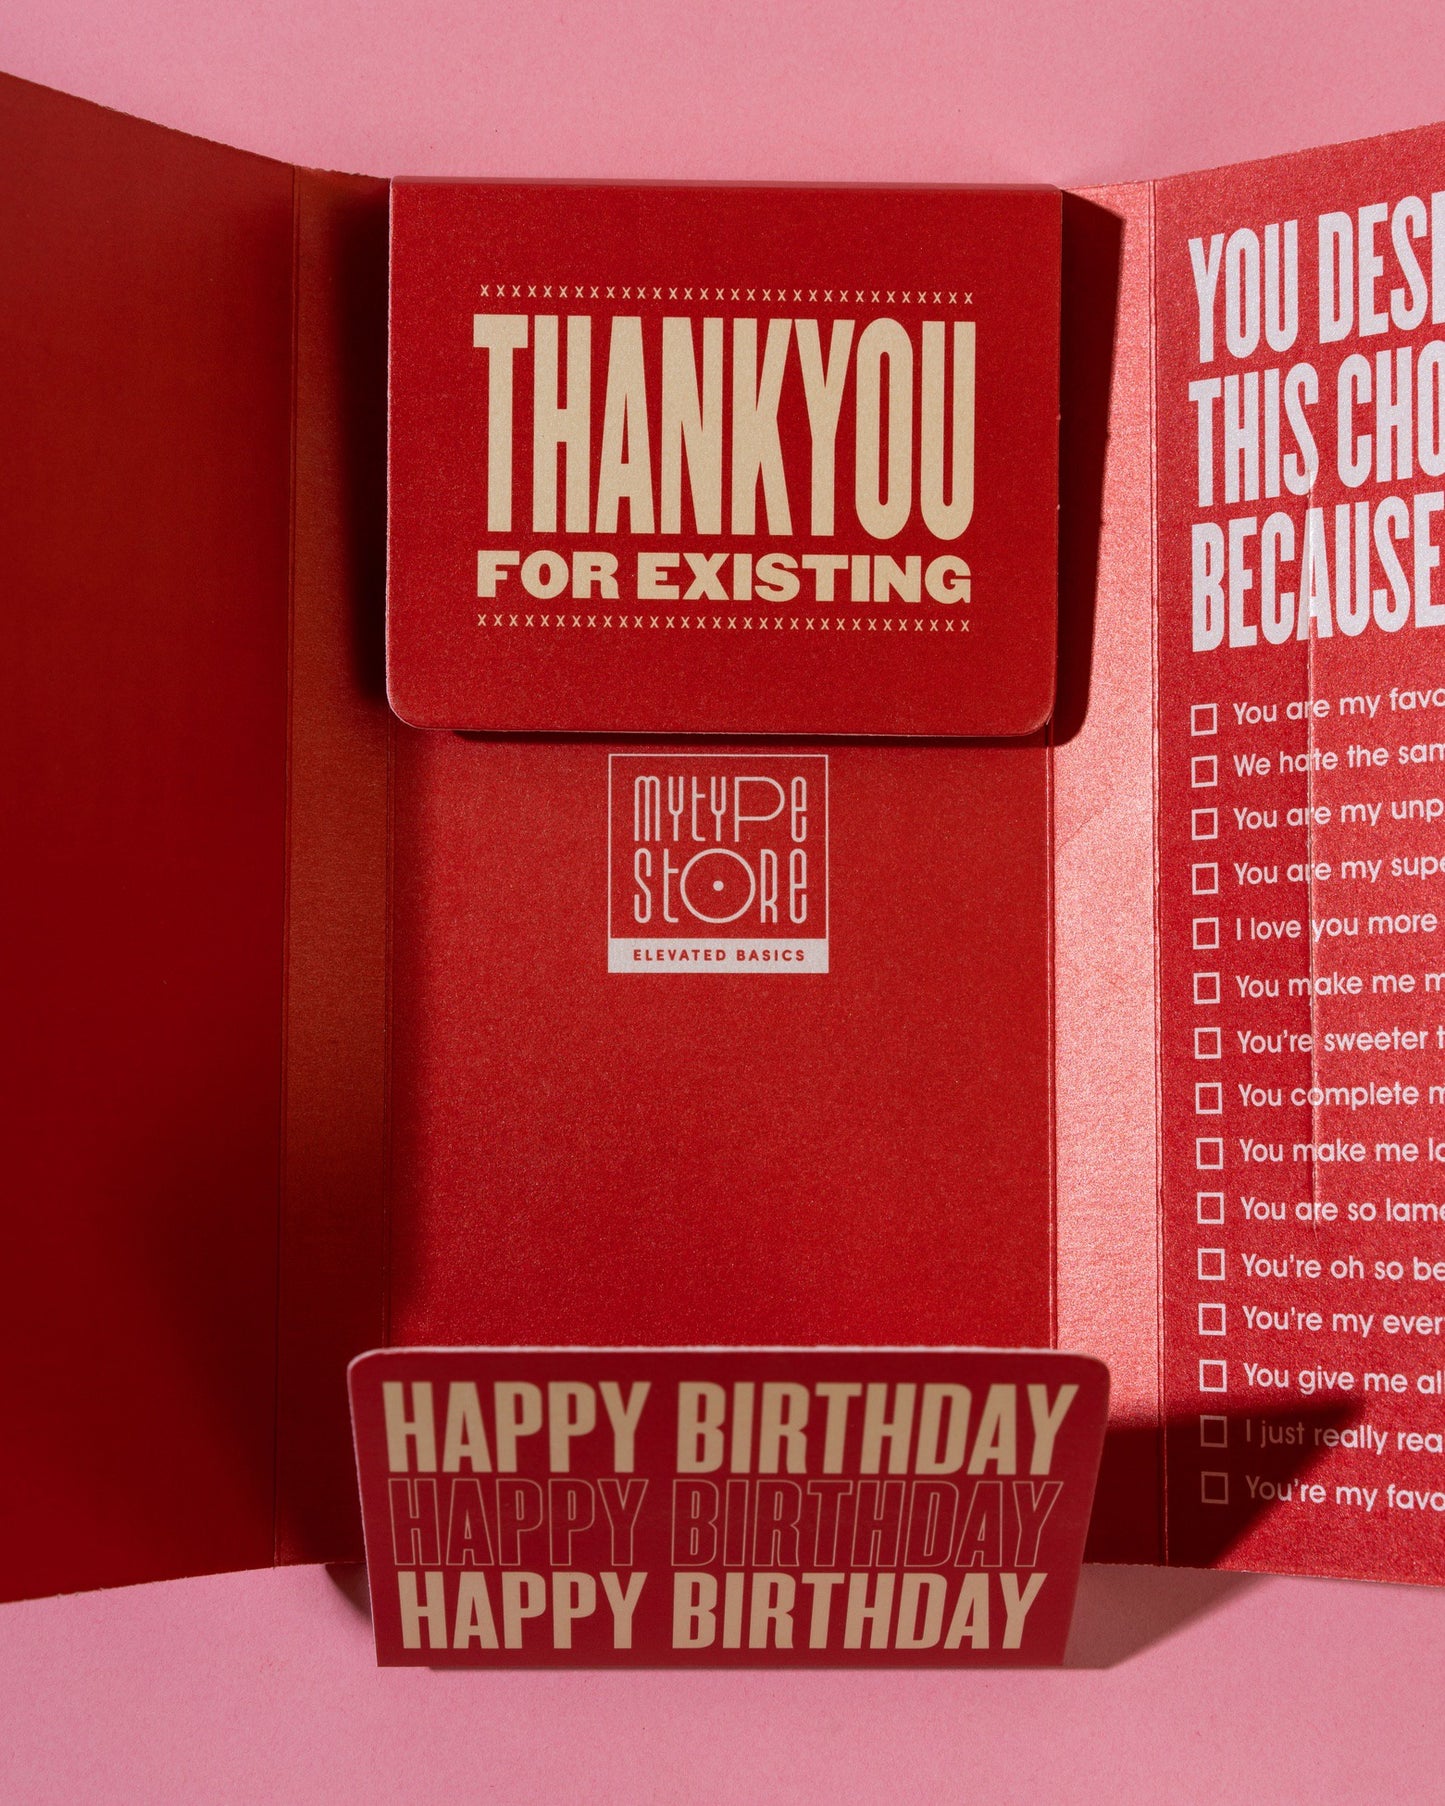 x x x x x x x x x x x x x x x x x x x x x x x x x x x x x x x x
THANKYOU
FOR EXISTING
x x x x x x x x x x x x x x x x x x x x x x x x x x x x x x x x
mytype
store
ELEVATED BASICS
HAPPY BIRTHDAY
HAPPY BIRTHDAY
HAPPY BIRTHDAY
YOU
THIS
BECAUSE
You are my
We hate the
You are my
You are my
I love you more
You make me
You're sweeter
You complete
You make me
You are so
You're oh so
You're my
You give me
I just really
You're my